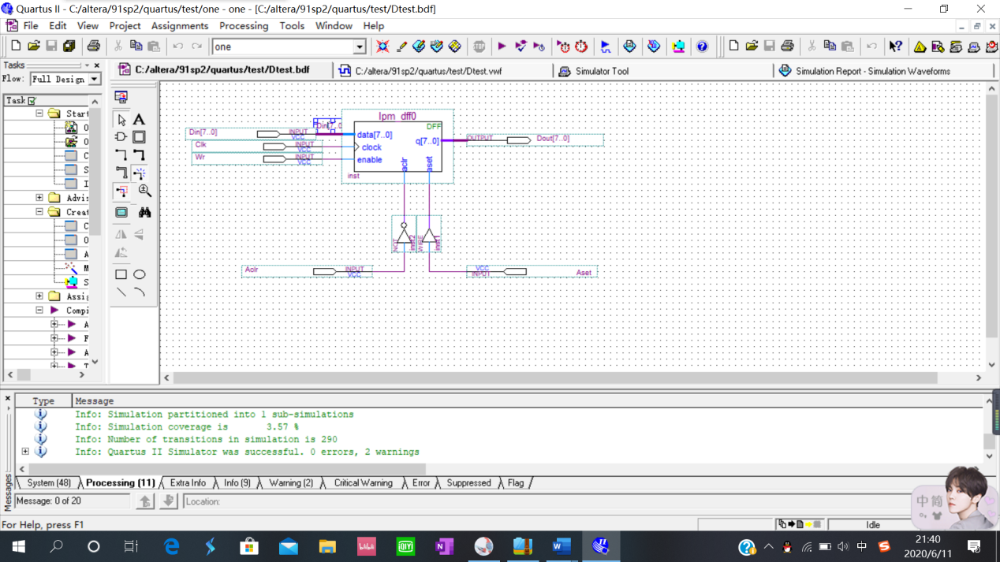 Quartus II - C:/altera/91sp2/quartus/test/one - one - [C:/altera/91sp2/quartus/test/Dtest.bdf]
File Edit View Project Assignments Processing Tools Window Help
one
Tasks
Flow: Full Design
Task
Start
O
O
C
S
I
Advis
Creat
C
O
A
M
S
Assig
Compi
A
F
A
T
C:/altera/91sp2/quartus/test/Dtest.bdf
C:/altera/91sp2/quartus/test/Dtest.vwf
Simulator Tool
Simulation Report - Simulation Waveforms
lpm_dff0
DFF
Din[7..0] INPUT VCC
data[7..0]
q[7..0]
OUTPUT Dout[7..0]
Clk INPUT VCC
clock
Wr INPUT VCC
enable
aclr
aset
inst
NOT
inst2
WIRE
inst1
Aclr INPUT VCC
VCC INPUT Aset
Type Message
Info: Simulation partitioned into 1 sub-simulations
Info: Simulation coverage is 3.57 %
Info: Number of transitions in simulation is 290
Info: Quartus II Simulator was successful. 0 errors, 2 warnings
System (48) Processing (11) Extra Info Info (9) Warning (2) Critical Warning Error Suppressed Flag
Messages
Message: 0 of 20
Location:
中 简
For Help, press F1
Idle
中
21:40
2020/6/11